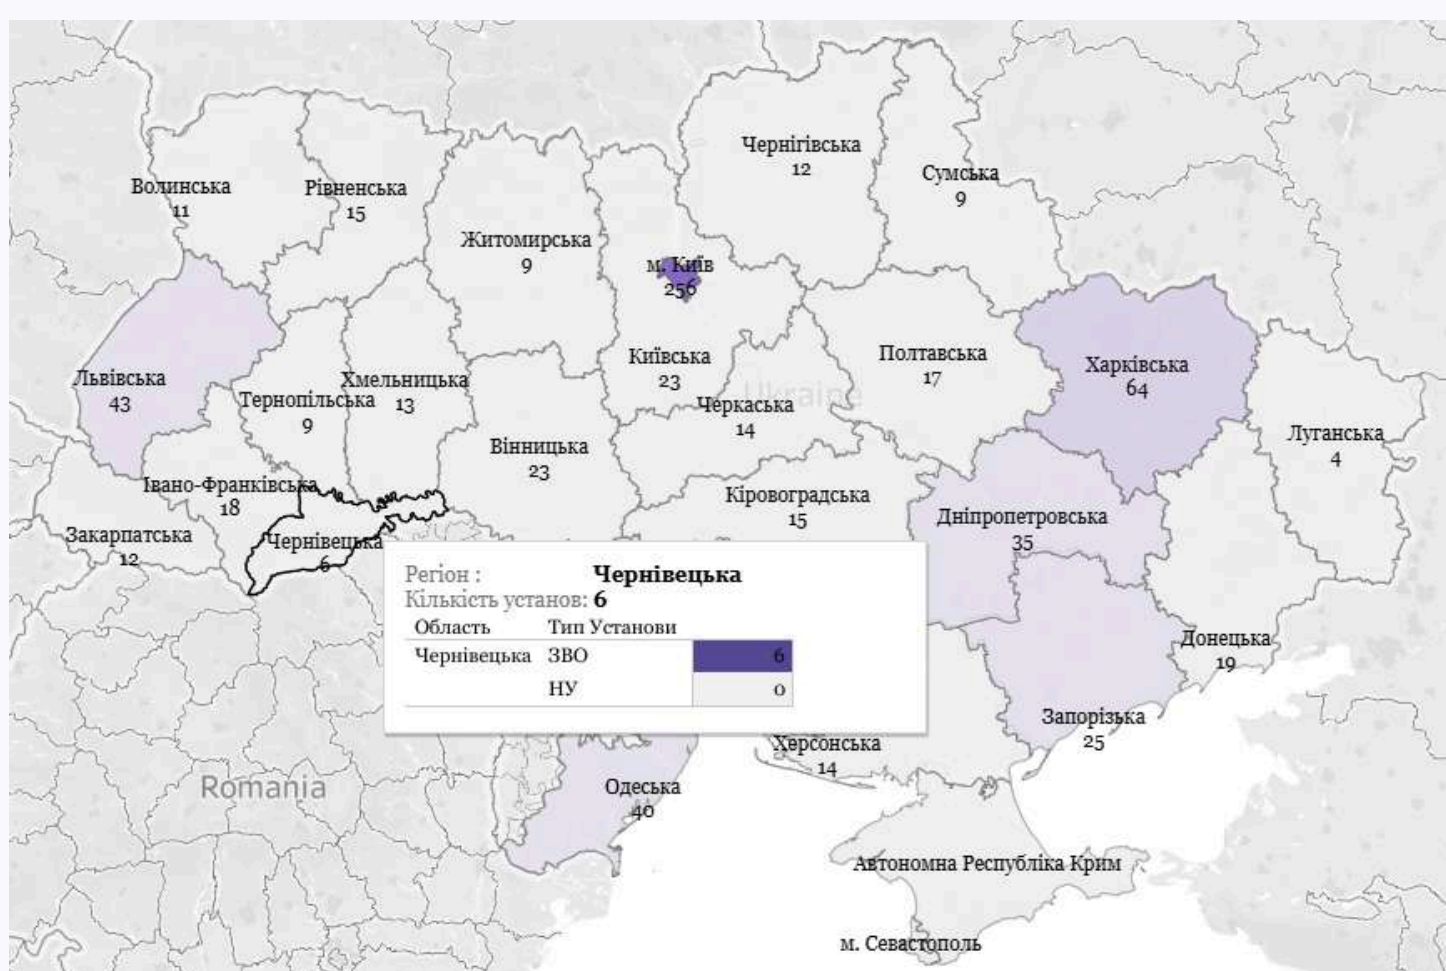 Чернігівська
12
Сумська
9
Волинська
11
Рівненська
15
Житомирська
9
м. Київ
256
Київська
23
Полтавська
17
Харківська
64
Львівська
43
Тернопільська
9
Хмельницька
13
Ukraine
Черкаська
14
Луганська
4
Вінницька
23
Івано-Франківська
18
Кіровоградська
15
Дніпропетровська
35
Закарпатська
12
Чернівецька
6
Регіон : Чернівецька
Кількість установ: 6
Область Тип Установи
Чернівецька ЗВО 6
НУ 0
Донецька
19
Запорізька
25
Херсонська
14
Romania
Одеська
40
Автономна Республіка Крим
м. Севастополь